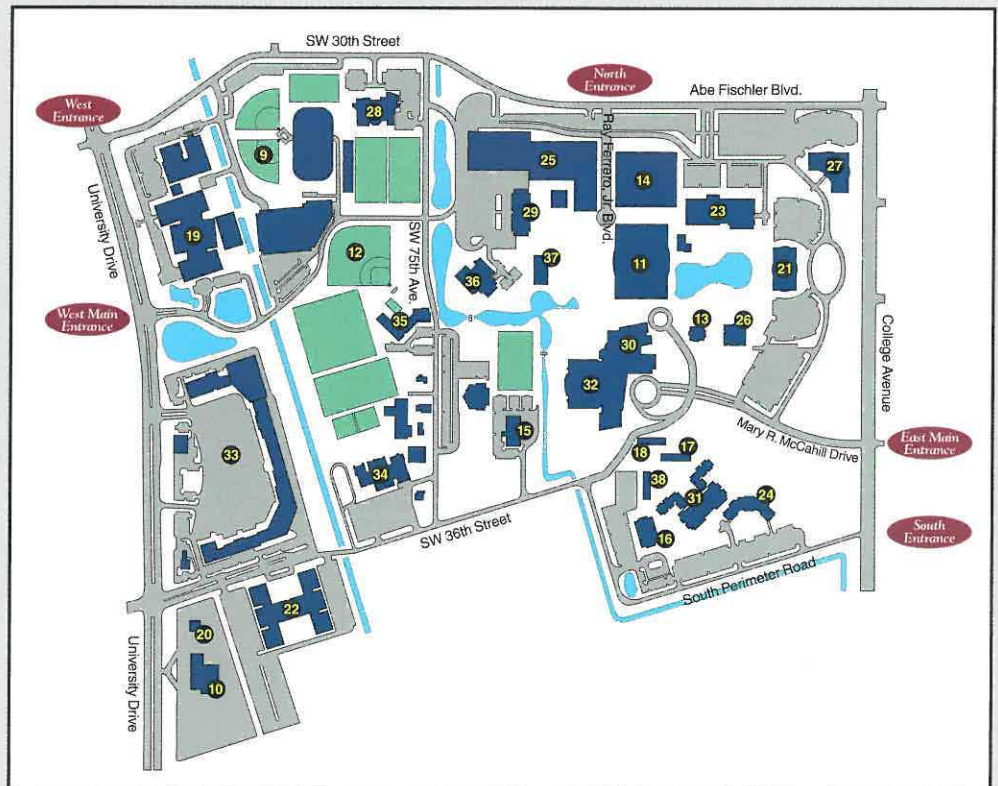 SW 30th Street
North
Entrance
Abe Fischler Blvd.
West
Entrance
28
9
25
Ray Ferrero, Jr. Blvd.
14
27
University Drive
29
23
19
12
SW 75th Ave.
37
11
21
36
West Main
Entrance
35
13
26
30
College Avenue
32
15
Mary R. McCahill Drive
East Main
Entrance
33
18
17
34
38
31
24
South
Entrance
SW 36th Street
16
South Perimeter Road
22
20
University Drive
10